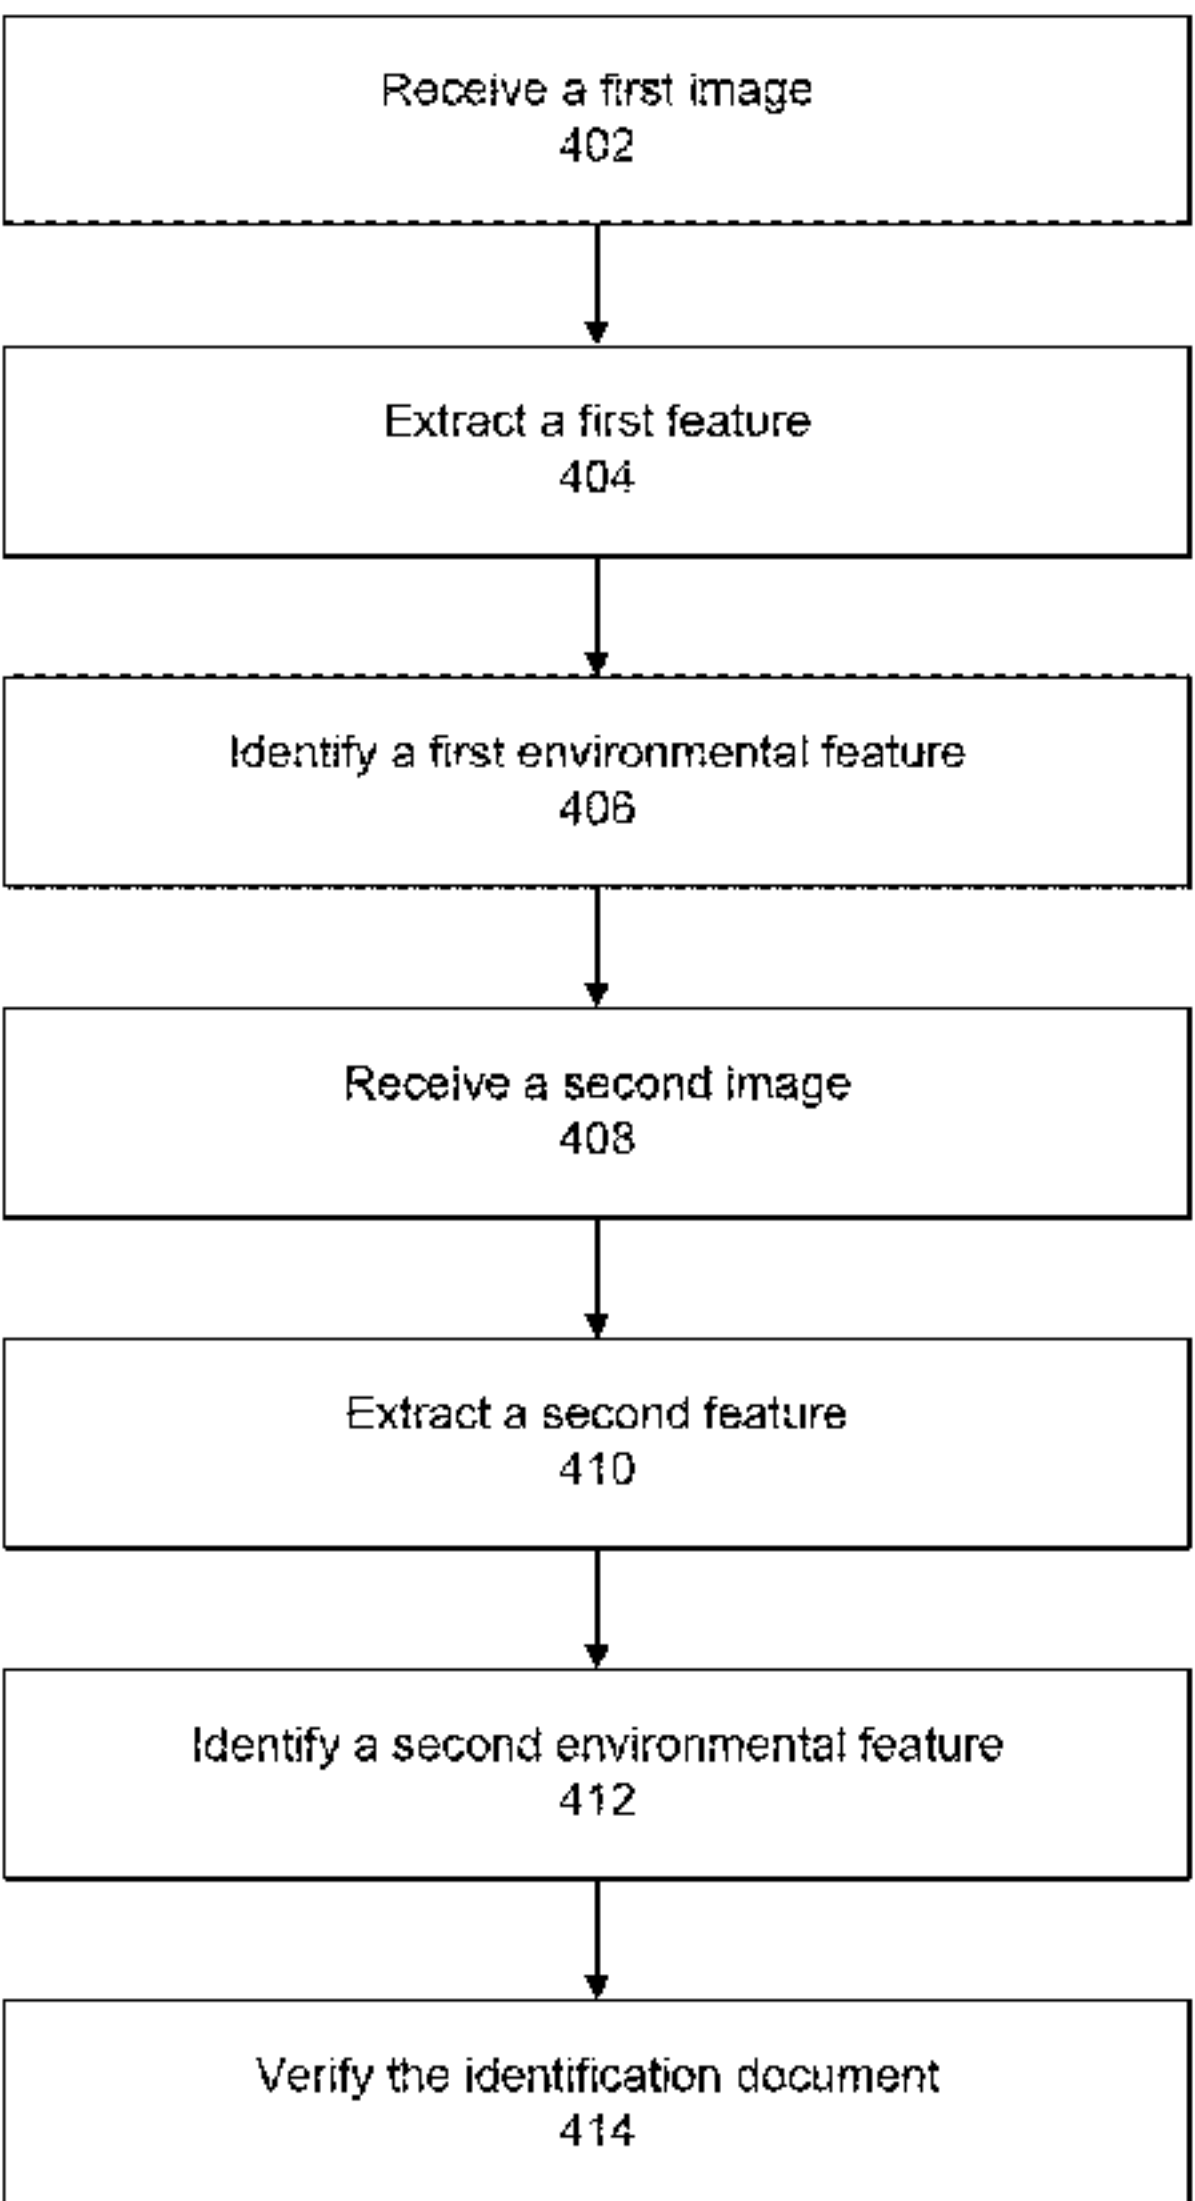 Receive a first image
402
Extract a first feature
404
Identify a first environmental feature
406
Receive a second image
408
Extract a second feature
410
Identify a second environmental feature
412
Verify the identification document
414